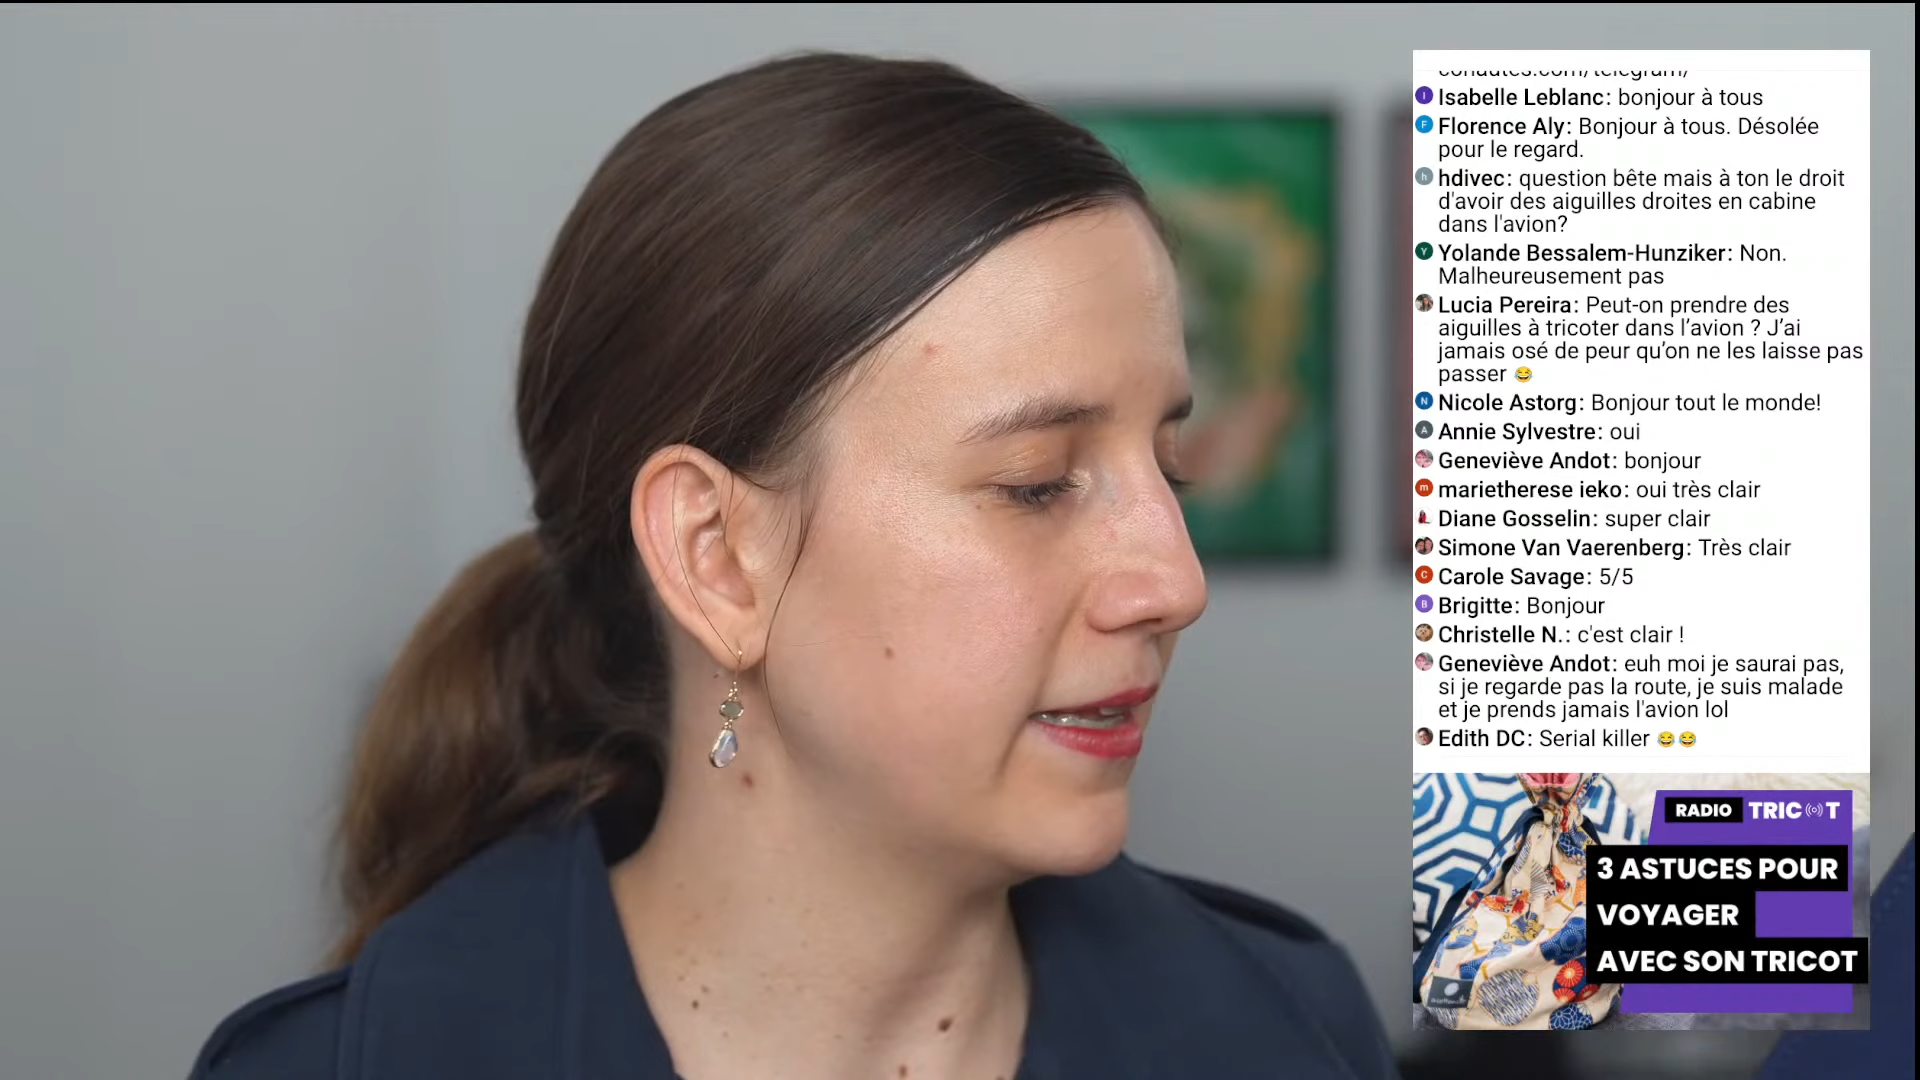 conautes.com/telegram/
Isabelle Leblanc: bonjour à tous
Florence Aly: Bonjour à tous. Désolée
pour le regard.
hdivec: question bête mais à ton le droit
d'avoir des aiguilles droites en cabine
dans l'avion?
Yolande Bessalem-Hunziker: Non.
Malheureusement pas
Lucia Pereira: Peut-on prendre des
aiguilles à tricoter dans l’avion ? J’ai
jamais osé de peur qu’on ne les laisse pas
passer 😂
Nicole Astorg: Bonjour tout le monde!
Annie Sylvestre: oui
Geneviève Andot: bonjour
marietherese ieko: oui très clair
Diane Gosselin: super clair
Simone Van Vaerenberg: Très clair
Carole Savage: 5/5
Brigitte: Bonjour
Christelle N.: c'est clair !
Geneviève Andot: euh moi je saurai pas,
si je regarde pas la route, je suis malade
et je prends jamais l'avion lol
Edith DC: Serial killer 😂😂
RADIO TRICOT
3 ASTUCES POUR
VOYAGER
AVEC SON TRICOT